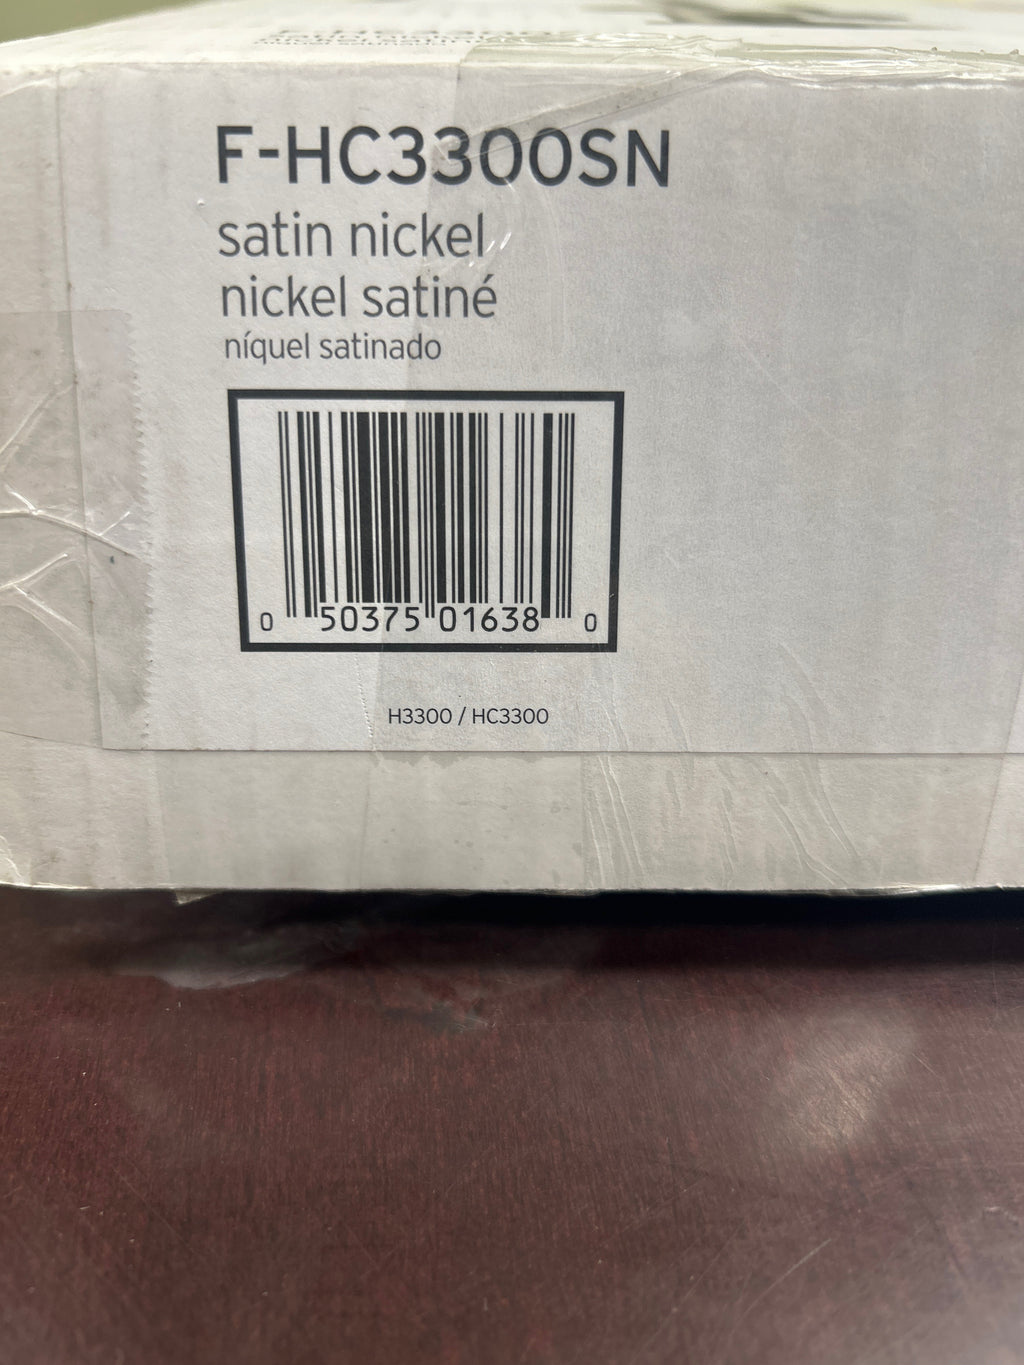 F-HC3300SN
satin nickel
nickel satiné
níquel satinado
0 50375 01638 0
H3300 / HC3300